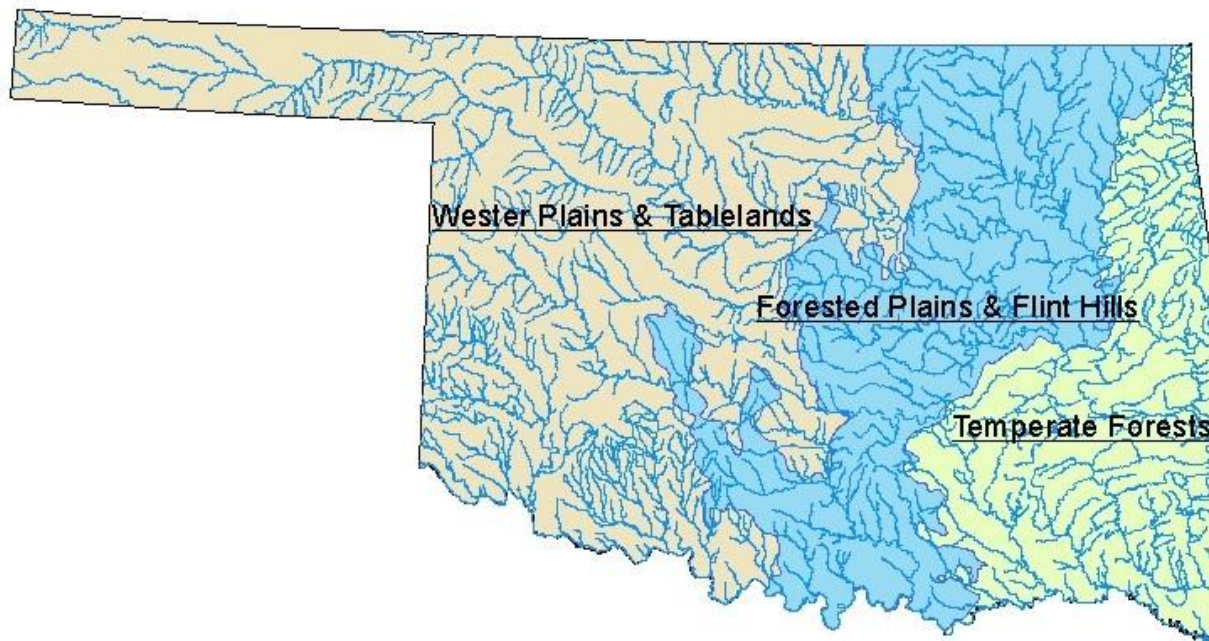 Wester Plains & Tablelands
Forested Plains & Flint Hills
Temperate Forests